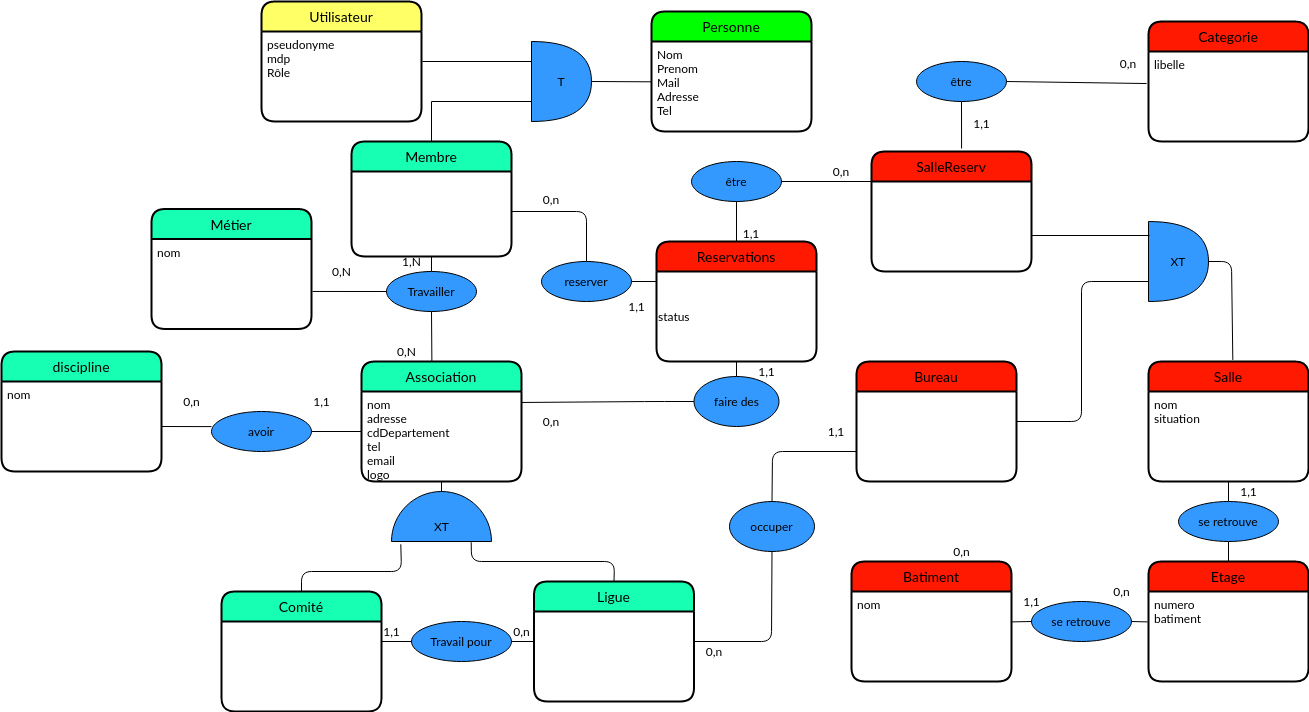 Utilisateur
pseudonyme
mdp
Rôle
T
Personne
Nom
Prenom
Mail
Adresse
Tel
Categorie
libelle
être
0,n
1,1
Membre
SalleReserv
être
0,n
1,1
Métier
nom
0,n
reserver
1,1
Reservations
status
XT
0,N
1,N
Travailler
0,N
discipline
nom
0,n
avoir
1,1
Association
nom
adresse
cdDepartement
tel
email
logo
1,1
faire des
0,n
Bureau
Salle
nom
situation
1,1
occuper
0,n
XT
1,1
se retrouve
Comité
1,1
Travail pour
0,n
Ligue
0,n
Batiment
nom
1,1
se retrouve
0,n
Etage
numero
batiment